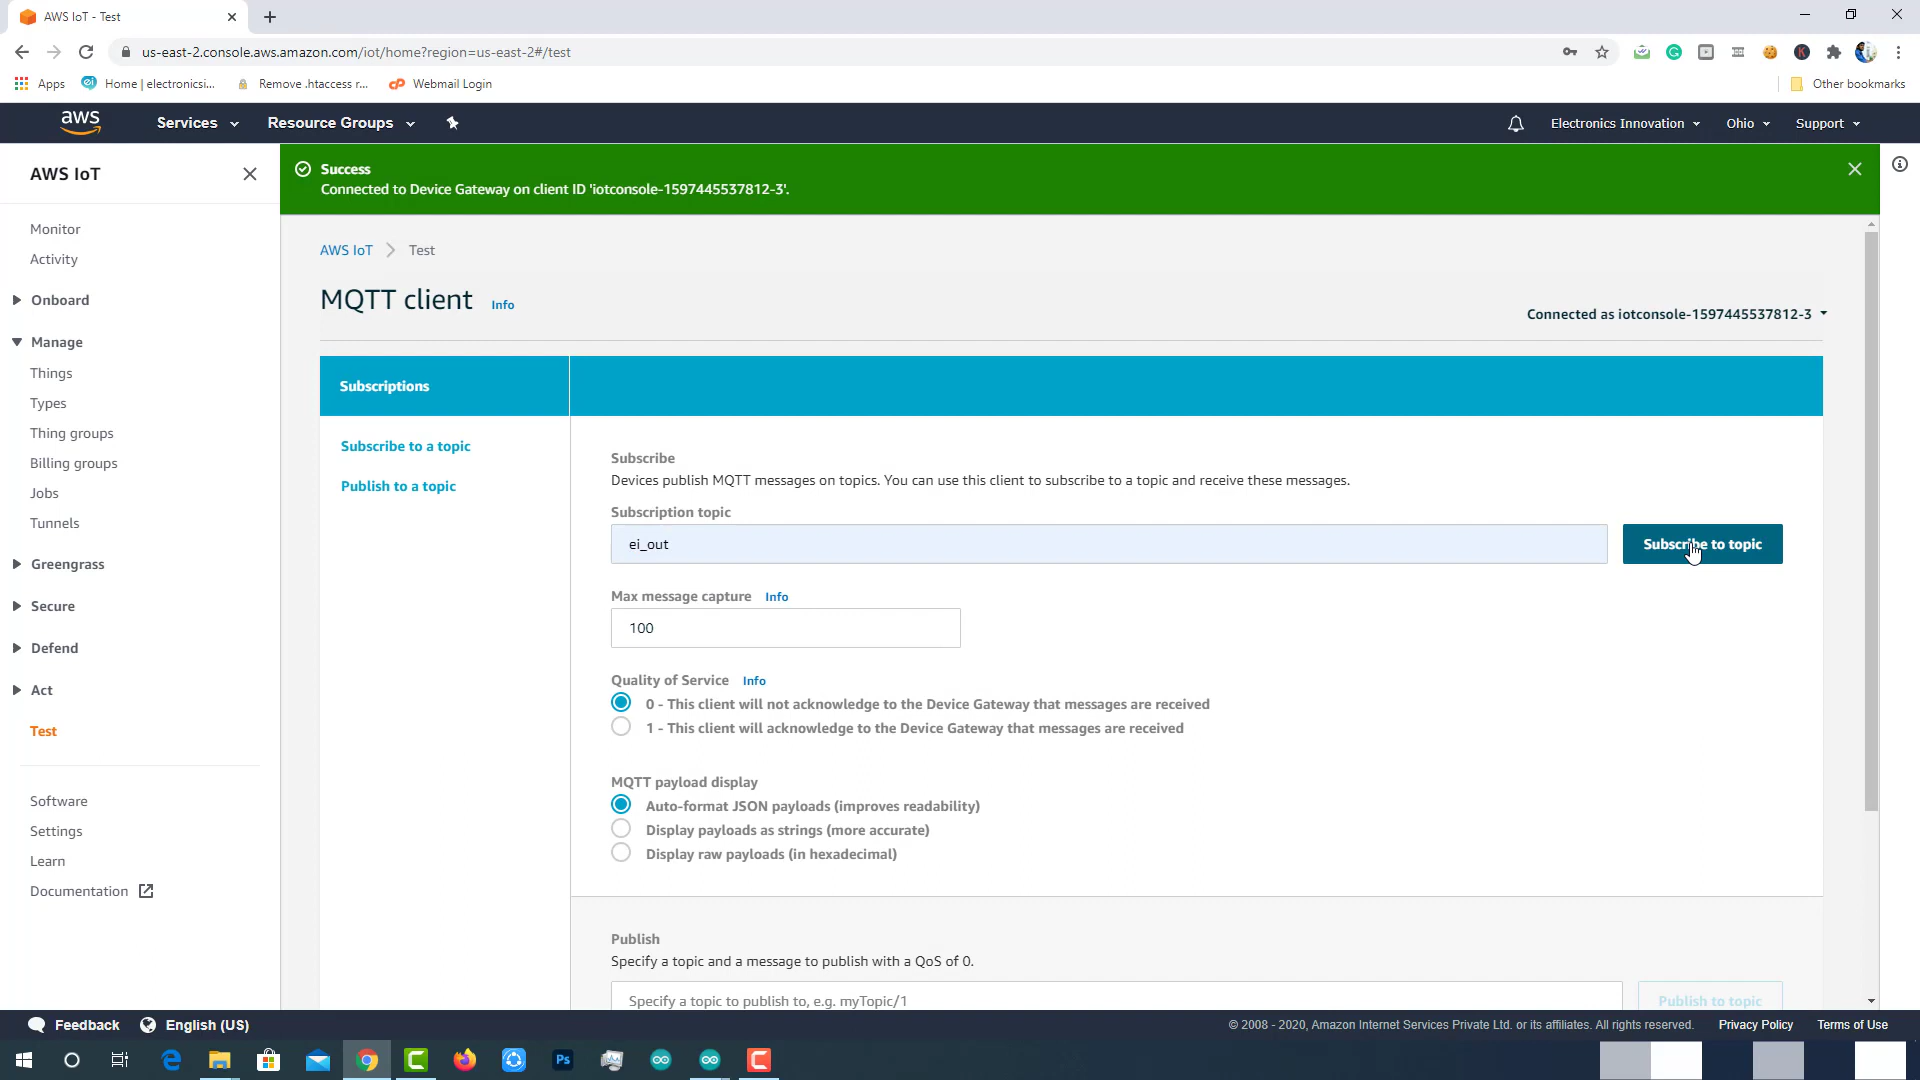 AWS IoT - Test
us-east-2.console.aws.amazon.com/iot/home?region=us-east-2#/test
Apps
Home | electronicsi...
Remove .htaccess r...
Webmail Login
Other bookmarks
aws
Services
Resource Groups
Electronics Innovation
Ohio
Support
AWS IoT
Success
Connected to Device Gateway on client ID 'iotconsole-1597445537812-3'.
Monitor
Activity
Onboard
Manage
Things
Types
Thing groups
Billing groups
Jobs
Tunnels
Greengrass
Secure
Defend
Act
Test
Software
Settings
Learn
Documentation
AWS IoT
Test
MQTT client Info
Connected as iotconsole-1597445537812-3
Subscriptions
Subscribe to a topic
Publish to a topic
Subscribe
Devices publish MQTT messages on topics. You can use this client to subscribe to a topic and receive these messages.
Subscription topic
ei_out
Subscribe to topic
Max message capture Info
100
Quality of Service Info
0 - This client will not acknowledge to the Device Gateway that messages are received
1 - This client will acknowledge to the Device Gateway that messages are received
MQTT payload display
Auto-format JSON payloads (improves readability)
Display payloads as strings (more accurate)
Display raw payloads (in hexadecimal)
Publish
Specify a topic and a message to publish with a QoS of 0.
Specify a topic to publish to, e.g. myTopic/1
Publish to topic
Feedback
English (US)
© 2008 - 2020, Amazon Internet Services Private Ltd. or its affiliates. All rights reserved.
Privacy Policy
Terms of Use
Ps